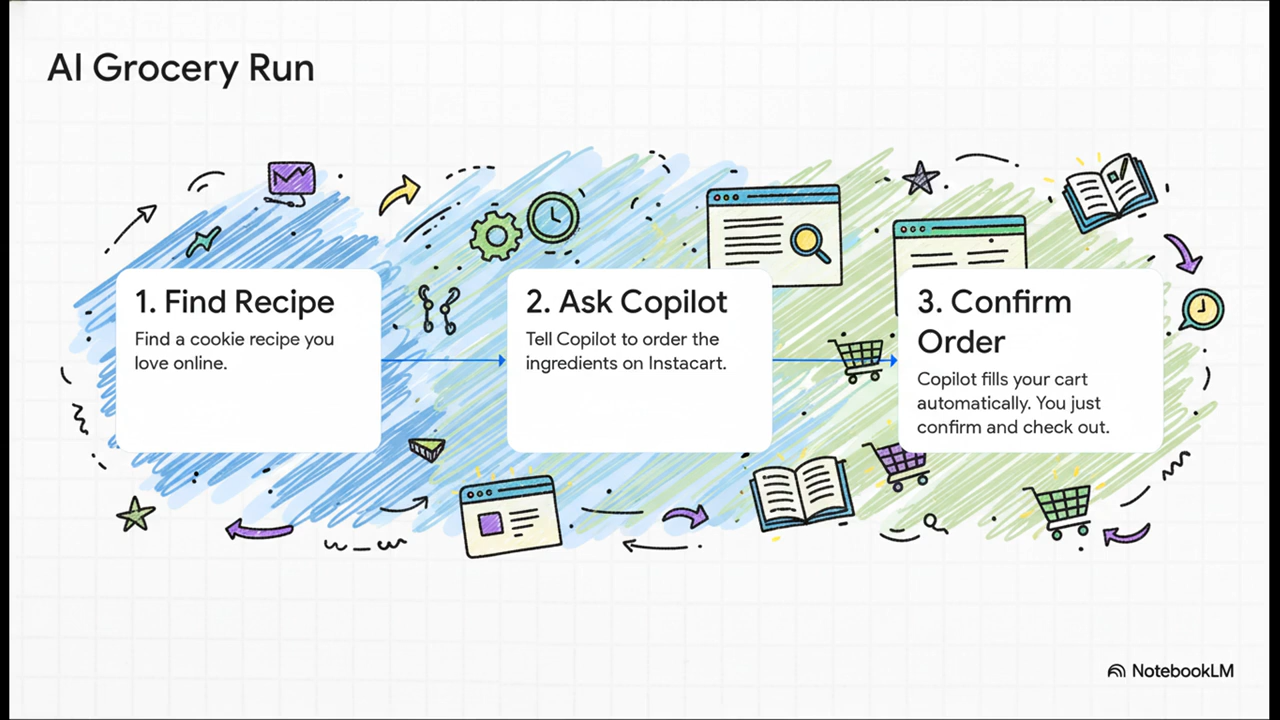 AI Grocery Run
1. Find Recipe
Find a cookie recipe you
love online.
2. Ask Copilot
Tell Copilot to order the
ingredients on Instacart.
3. Confirm
Order
Copilot fills your cart
automatically. You just
confirm and check out.
NotebookLM